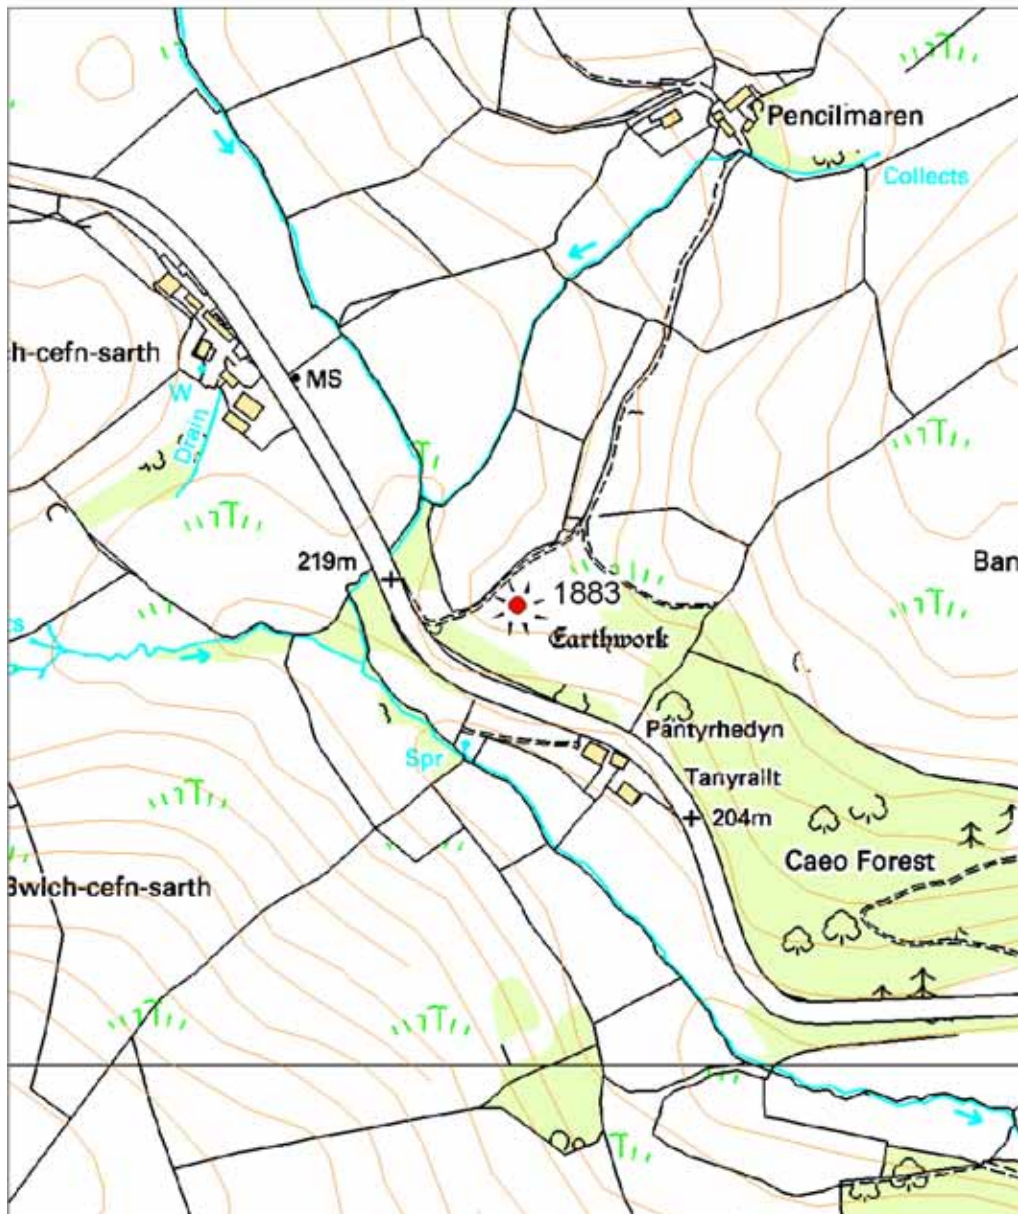 Pencilmaren
Collects
h-cefn-sarth
MS
W
Drain
219m
1883
Ban
Earthwork
rs
Pantyrhedyn
Spr
Tanyrallt
204m
Caeo Forest
Bwlch-cefn-sarth